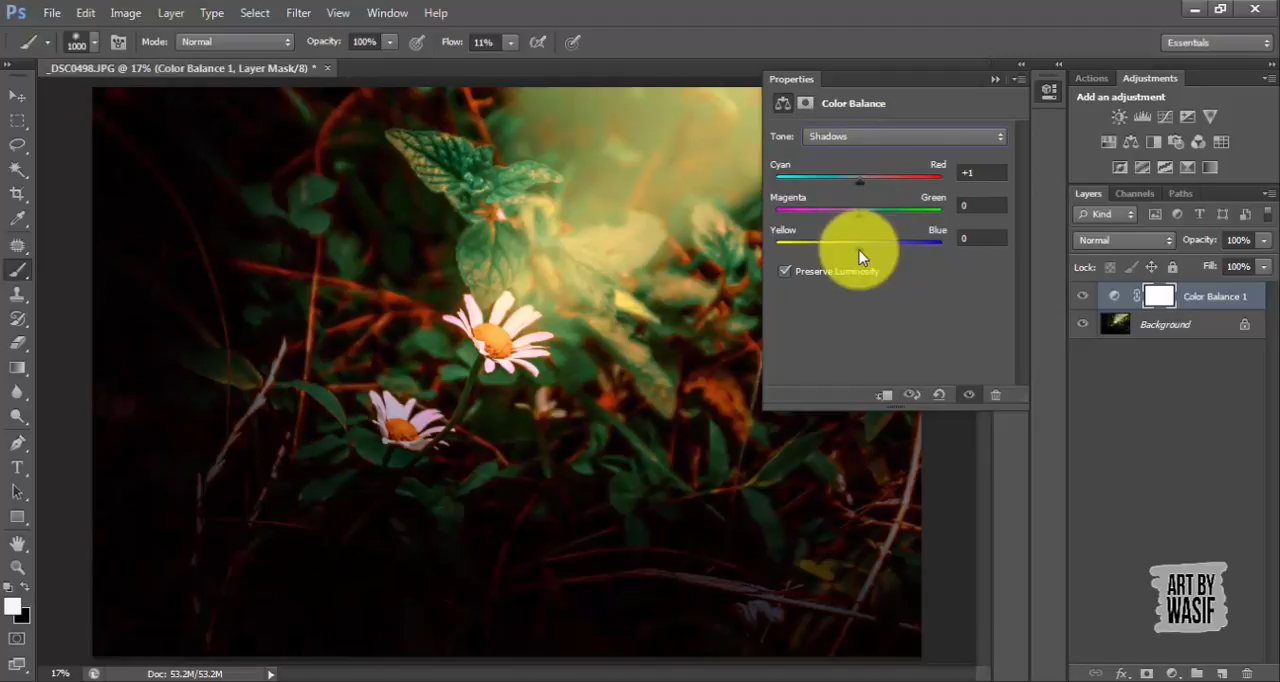 Ps File Edit Image Layer Type Select Filter View Window Help
1000 Mode: Normal Opacity: 100% Flow: 11% Essentials
_DSC0498.JPG @ 17% (Color Balance 1, Layer Mask/8) * ×
Properties
Color Balance
Tone: Shadows
Cyan Red +1
Magenta Green 0
Yellow Blue 0
Preserve Luminosity
Actions Adjustments
Add an adjustment
Layers Channels Paths
Kind
Normal Opacity: 100%
Lock: Fill: 100%
Color Balance 1
Background
ART BY
WASIF
17% Doc: 53.2M/53.2M
fx